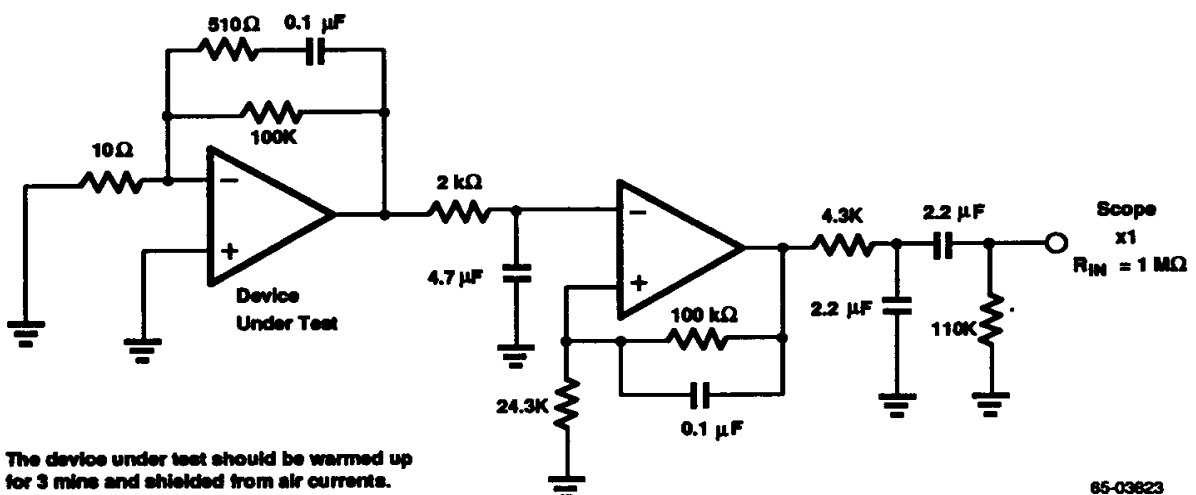 510Ω
0.1 μF
100K
10Ω
−
+
Device
Under Test
2 kΩ
4.7 μF
−
+
100 kΩ
0.1 μF
24.3K
4.3K
2.2 μF
2.2 μF
110K
Scope
x1
RIN = 1 MΩ
The device under test should be warmed up
for 3 mins and shielded from air currents.
65-03623